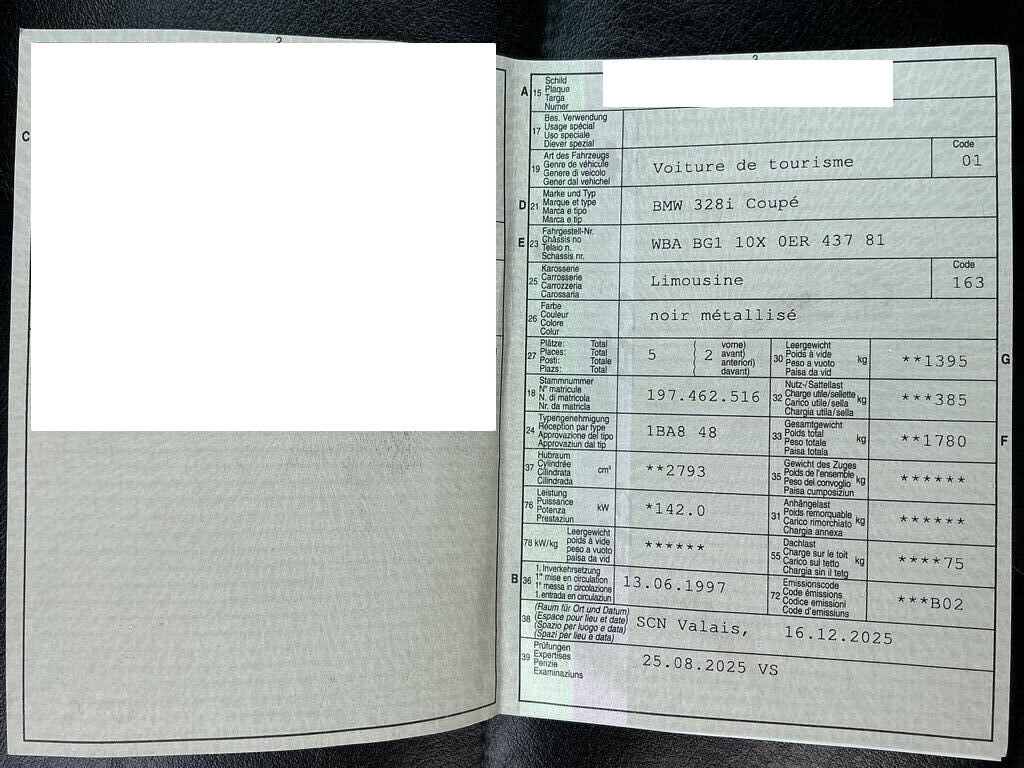 2
C
3
A 15 Schild
Plaque
Targa
Numer
17 Bes. Verwendung
Usage spécial
Uso speciale
Diever spezial
19 Art des Fahrzeugs
Genre de véhicule
Genere di veicolo
Gener dal vehichel
Voiture de tourisme
Code
01
D 21 Marke und Typ
Marque et type
Marca e tipo
Marca e tip
BMW 328i Coupé
E 23 Fahrgestell-Nr.
Châssis no
Telaio n.
Schassis nr.
WBA BG1 10X 0ER 437 81
25 Karosserie
Carrosserie
Carrozzeria
Carossaria
Limousine
Code
163
26 Farbe
Couleur
Colore
Colur
noir métallisé
27 Plätze: Total
Places: Total
Posti: Totale
Plazs: Total
5 ( 2 vorne)
( avant)
( anteriori)
( davant)
30 Leergewicht
Poids à vide
Peso a vuoto
Paisa da vid
kg
**1395
G
18 Stammnummer
N° matricule
N. di matricola
Nr. da matricla
197.462.516
32 Nutz-/Sattellast
Charge utile/sellette
Carico utile/sella
Chargia utila/sella
kg
***385
24 Typengenehmigung
Réception par type
Approvazione del tipo
Approvaziun dal tip
1BA8 48
33 Gesamtgewicht
Poids total
Peso totale
Paisa totala
kg
**1780
F
37 Hubraum
Cylindrée
Cilindrata
Cilindrada
cm³
**2793
35 Gewicht des Zuges
Poids de l'ensemble
Peso del convoglio
Paisa cumposiziun
kg
******
76 Leistung
Puissance
Potenza
Prestaziun
kW
*142.0
31 Anhängelast
Poids remorquable
Carico rimorchiato
Chargia annexa
kg
******
78 kW/kg Leergewicht
poids à vide
peso a vuoto
paisa da vid
******
55 Dachlast
Charge sur le toit
Carico sul tetto
Chargia sin il tetg
kg
****75
B 36 1. Inverkehrsetzung
1re mise en circulation
1a messa in circolazione
1. entrada en circulaziun
13.06.1997
72 Emissionscode
Code émissions
Codice emissioni
Code d'emissiuns
***B02
38 (Raum für Ort und Datum)
(Espace pour lieu et date)
(Spazio per luogo e data)
(Spazi per lieu e data)
SCN Valais, 16.12.2025
39 Prüfungen
Expertises
Perizie
Examinaziuns
25.08.2025 VS